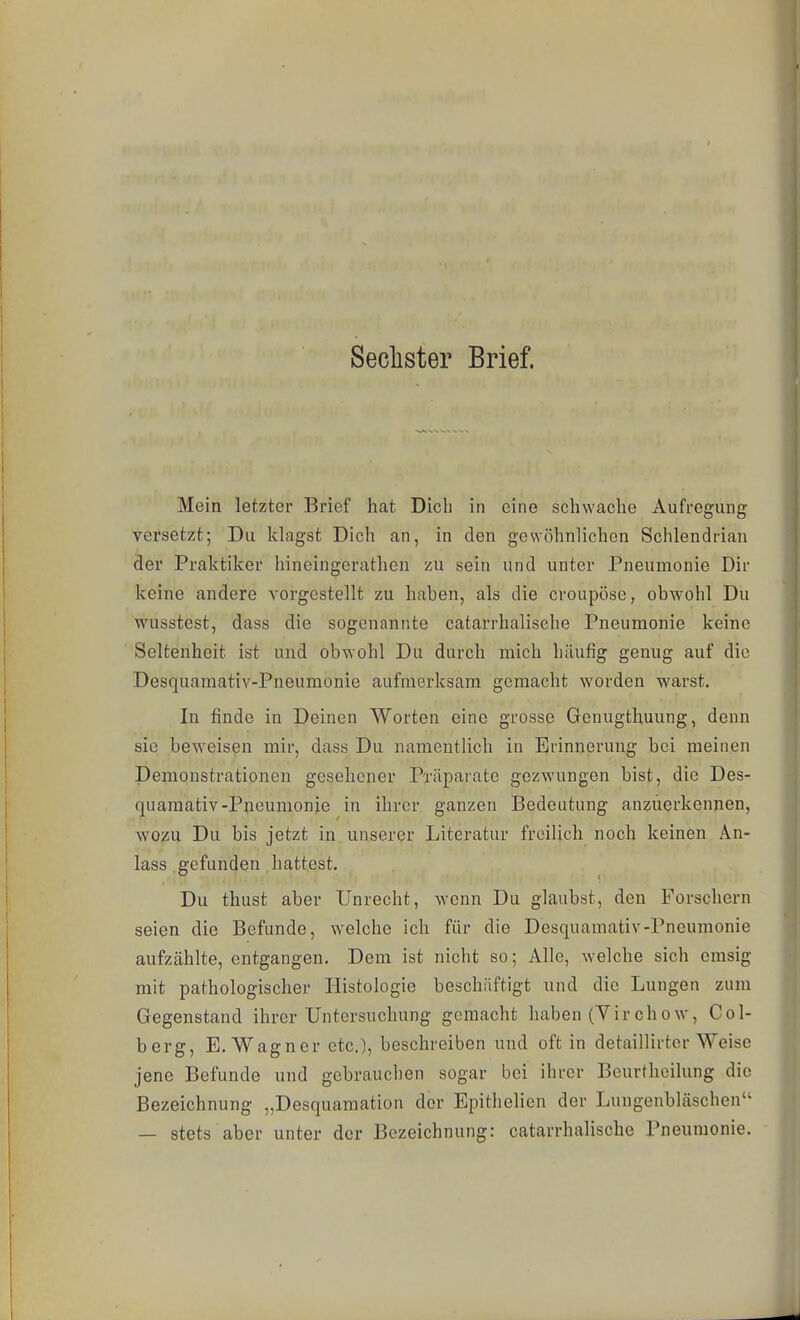 Sechster Brief.
Mein letzter Brief hat Dich in eine schwache Aufregung
versetzt; Du klagst Dich an, in den gewöhnlichen Schlendrian
der Praktiker hineingerathen zu sein und unter Pneumonie Dir
keine andere vorgestellt zu haben, als die croupöse, obwohl Du
wusstest, dass die sogenannte catarrhalische Pneumonie keine
Seltenheit ist und obwohl Du durch mich häufig genug auf die
Desquamativ-Pneumonie aufmerksam gemacht worden warst.
In finde in Deinen Worten eine grosse Genugthuung, denn
sie beweisen mir, dass Du namentlich in Erinnerung bei meinen
Demonstrationen gesehener Präparate gezwungen bist, die Des-
quamativ-Pneumonie in ihrer ganzen Bedeutung anzuerkennen,
wozu Du bis jetzt in unserer Literatur freilich noch keinen An-
lass gefunden hattest.
Du thust aber Unrecht, wenn Du glaubst, den Forschern
seien die Befunde, welche ich für die Desquamativ-Pneumonie
aufzählte, entgangen. Dem ist nicht so; Alle, welche sich emsig
mit pathologischer Histologie beschäftigt und die Lungen zum
Gegenstand ihrer Untersuchung gemacht haben (Virchow, Col-
berg, E. Wagner etc.), beschreiben und oft in detaillirter Weise
jene Befunde und gebrauchen sogar bei ihrer Beurtheilung die
Bezeichnung „Desquamation der Epithelien der Lungenbläschen“
— stets aber unter der Bezeichnung: catarrhalische Pneumonie.